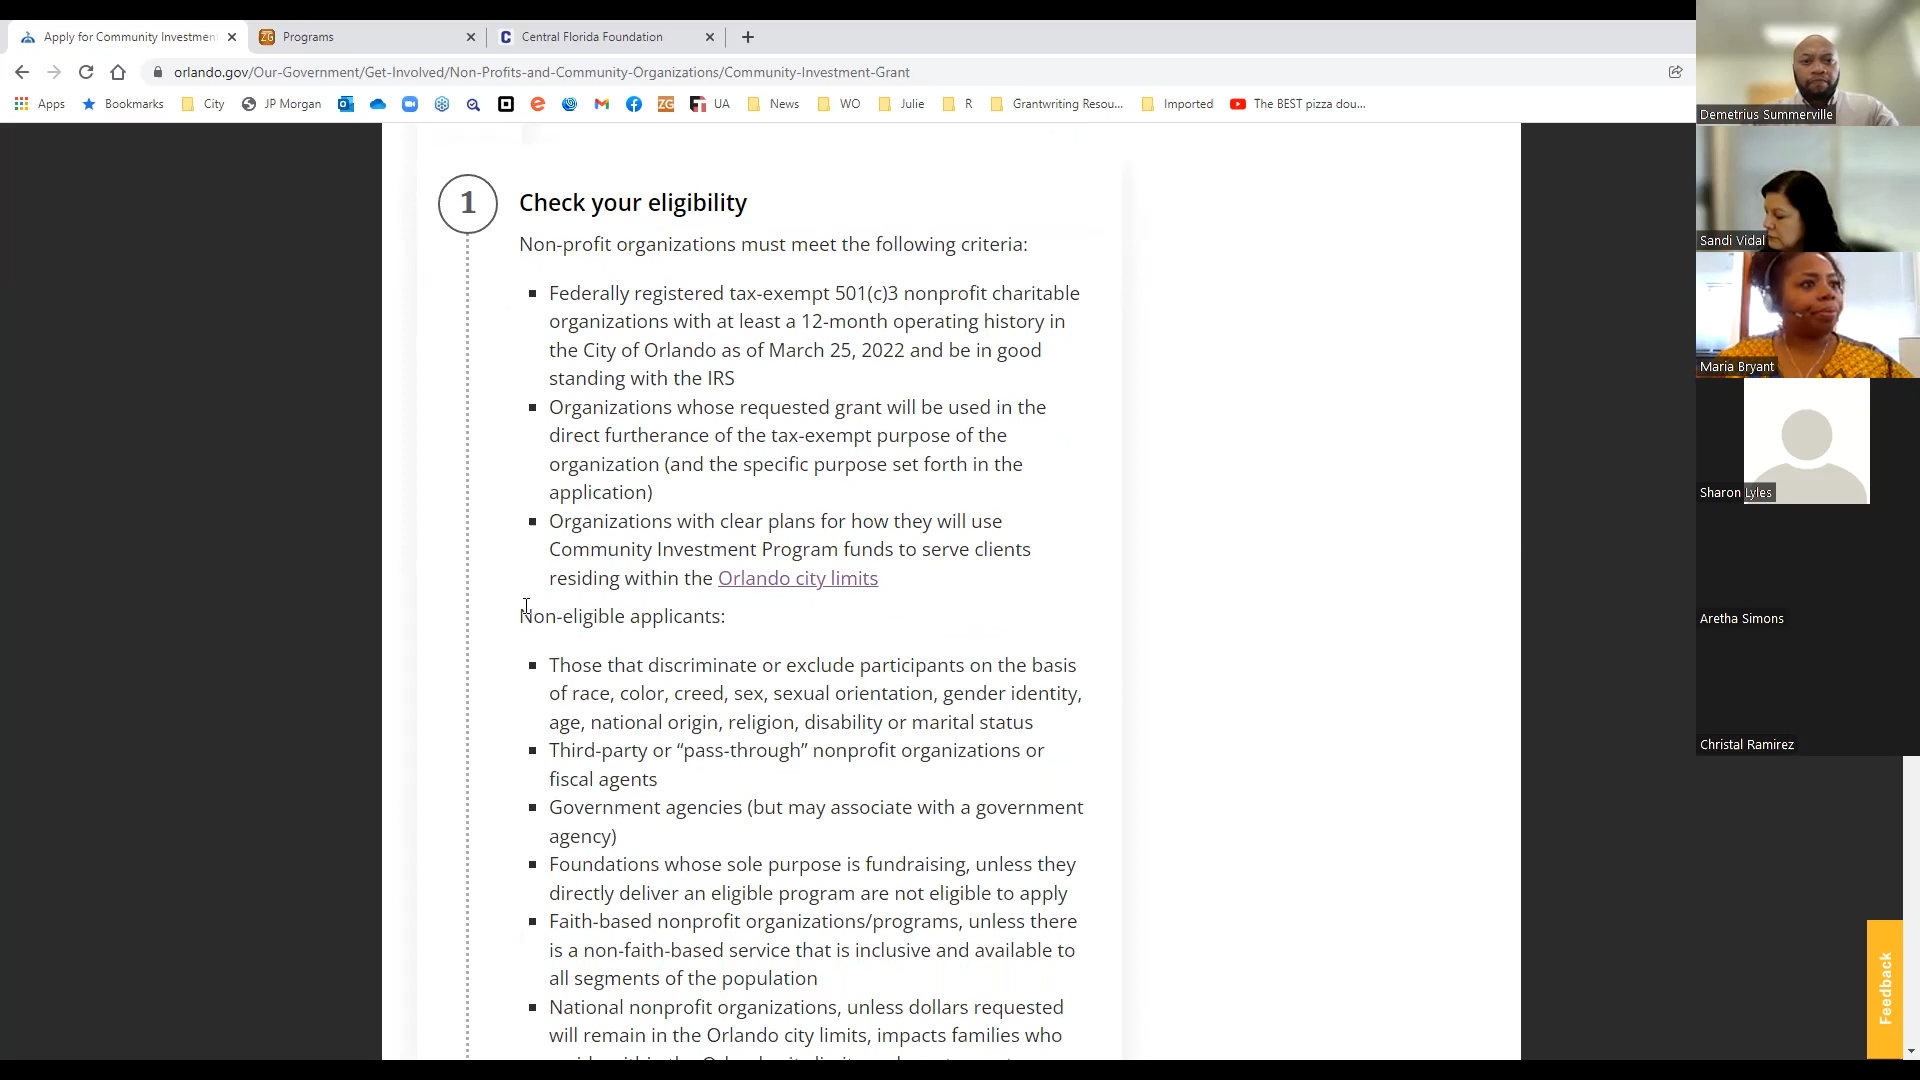 Apply for Community Investment
Programs
Central Florida Foundation
orlando.gov/Our-Government/Get-Involved/Non-Profits-and-Community-Organizations/Community-Investment-Grant
Apps
Bookmarks
City
JP Morgan
UA
News
WO
Julie
R
Grantwriting Resou...
Imported
The BEST pizza dou...
1
Check your eligibility
Non-profit organizations must meet the following criteria:
Federally registered tax-exempt 501(c)3 nonprofit charitable
organizations with at least a 12-month operating history in
the City of Orlando as of March 25, 2022 and be in good
standing with the IRS
Organizations whose requested grant will be used in the
direct furtherance of the tax-exempt purpose of the
organization (and the specific purpose set forth in the
application)
Organizations with clear plans for how they will use
Community Investment Program funds to serve clients
residing within the Orlando city limits
Non-eligible applicants:
Those that discriminate or exclude participants on the basis
of race, color, creed, sex, sexual orientation, gender identity,
age, national origin, religion, disability or marital status
Third-party or “pass-through” nonprofit organizations or
fiscal agents
Government agencies (but may associate with a government
agency)
Foundations whose sole purpose is fundraising, unless they
directly deliver an eligible program are not eligible to apply
Faith-based nonprofit organizations/programs, unless there
is a non-faith-based service that is inclusive and available to
all segments of the population
National nonprofit organizations, unless dollars requested
will remain in the Orlando city limits, impacts families who
Feedback
Demetrius Summerville
Sandi Vidal
Maria Bryant
Sharon Lyles
Aretha Simons
Christal Ramirez